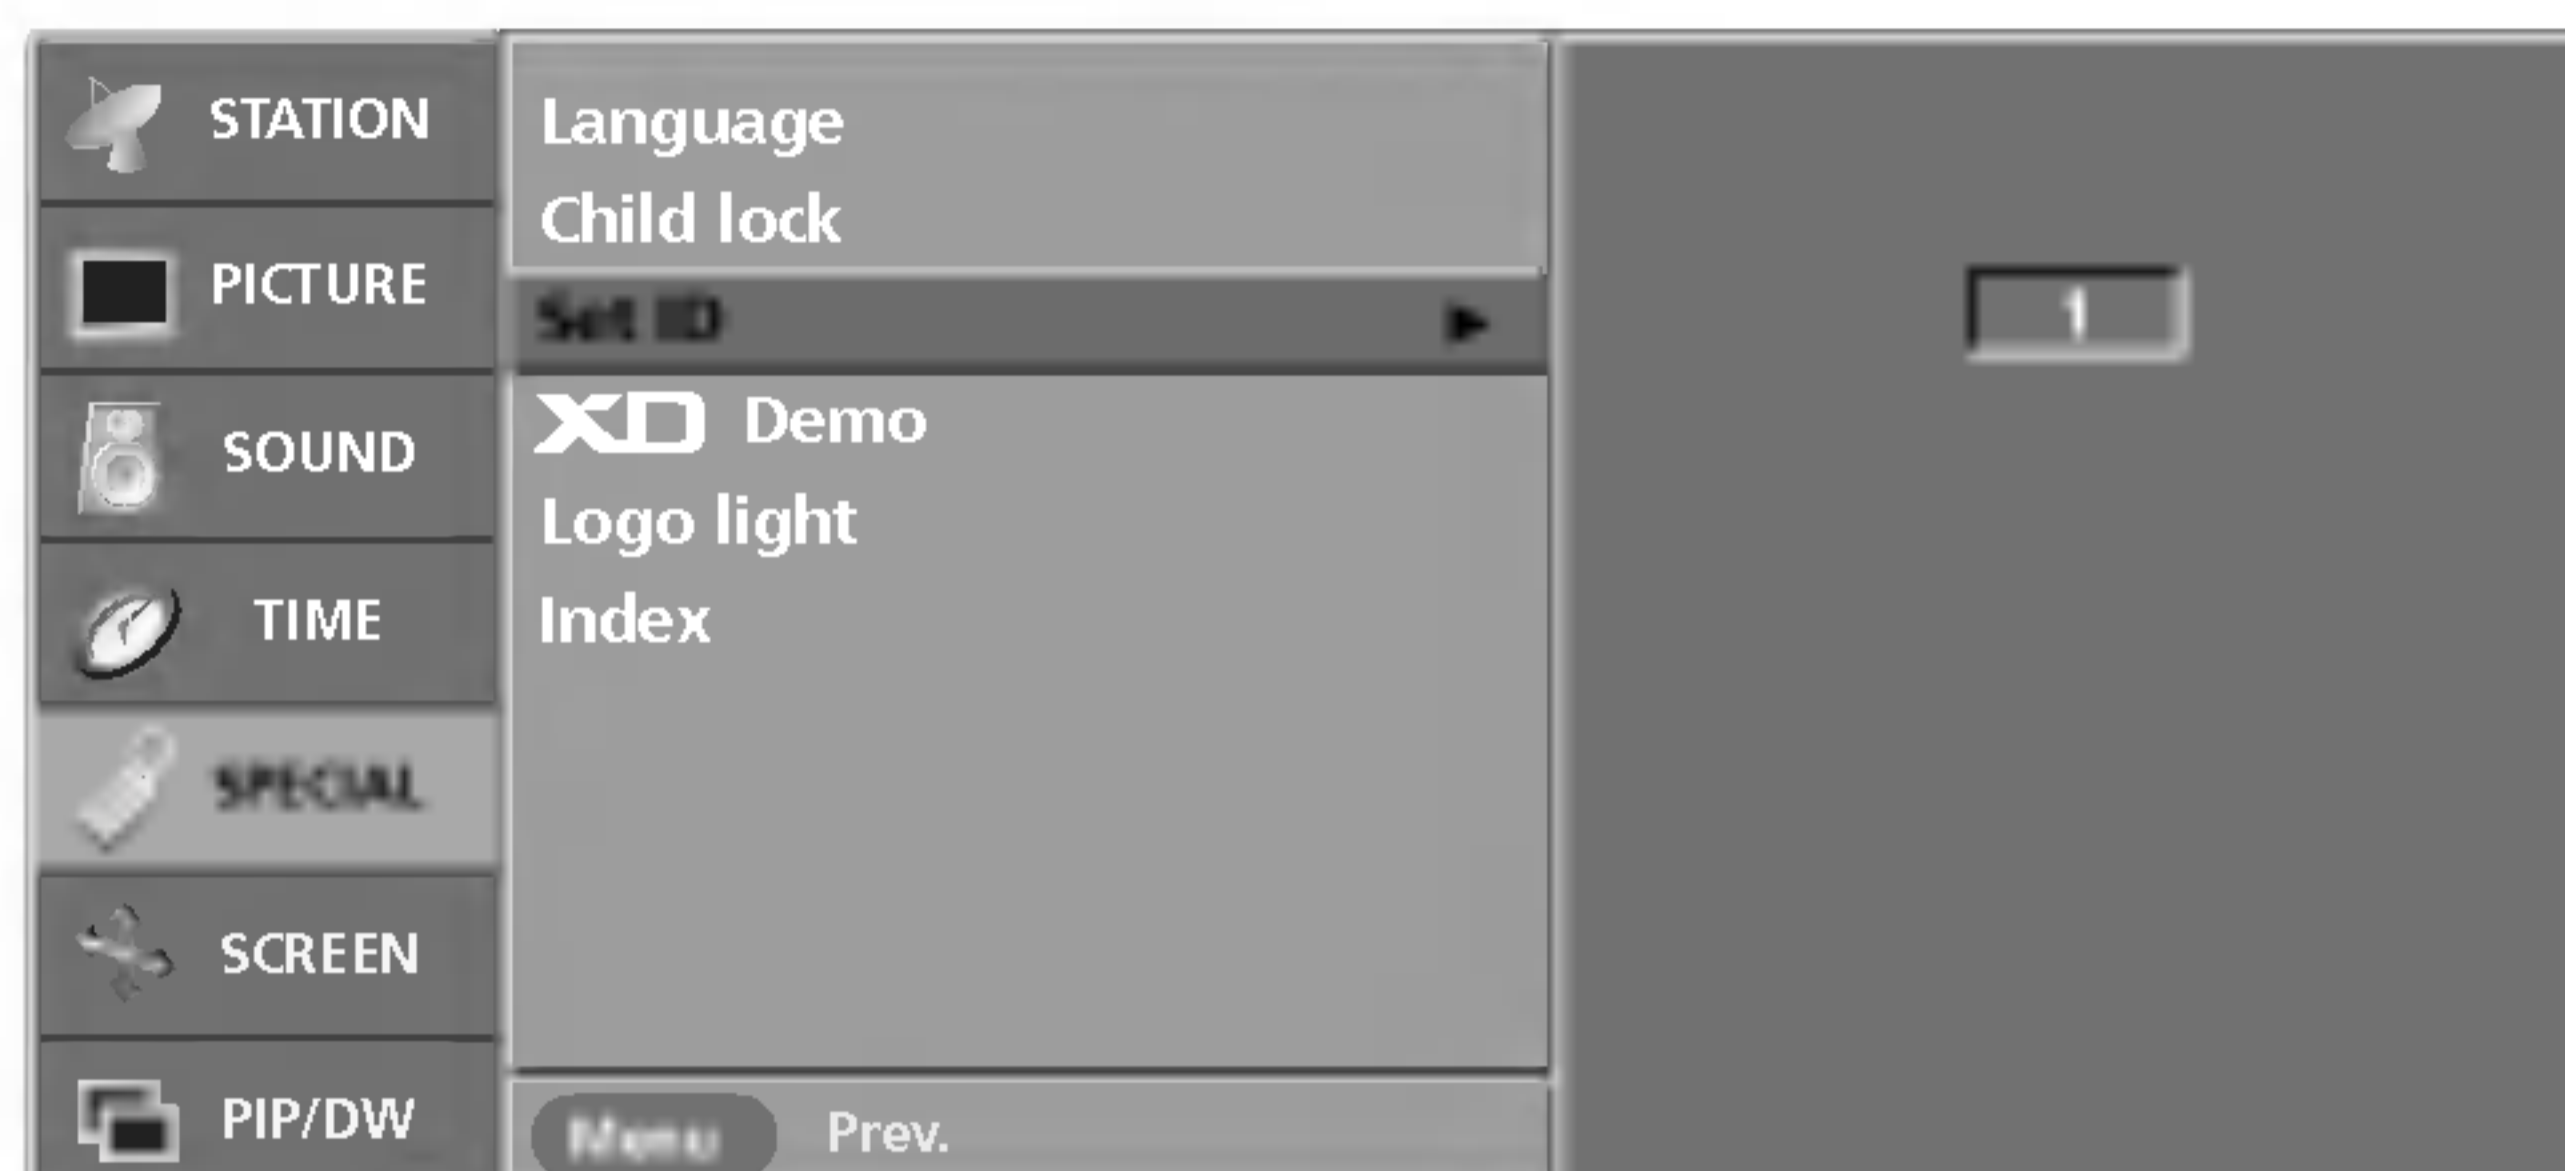 STATION
PICTURE
SOUND
TIME
SPECIAL
SCREEN
PIP/DW
Language
Child lock
Set ID
XD Demo
Logo light
Index
Menu Prev.
1